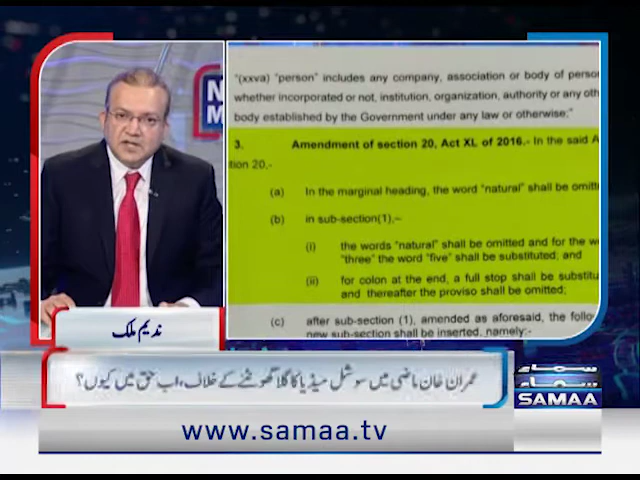 "(xxva) "person" includes any company, association or body of person
whether incorporated or not, institution, organization, authority or any oth
body established by the Government under any law or otherwise;"
3. Amendment of section 20, Act XL of 2016.- In the said A
tion 20,-
(a) In the marginal heading, the word "natural" shall be omitt
(b) in sub-section(1),–
(i) the words "natural" shall be omitted and for the w
"three" the word "five" shall be substituted; and
(ii) for colon at the end, a full stop shall be substitu
and thereafter the proviso shall be omitted;
(c) after sub-section (1), amended as aforesaid, the follo
new sub-section shall be inserted, namely:-
N
M
ندیم ملک
عمران خان ماضی میں سوشل میڈیا کا گلا گھونٹنے کے خلاف، اب حق میں کیوں؟
سماء
SAMAA
www.samaa.tv